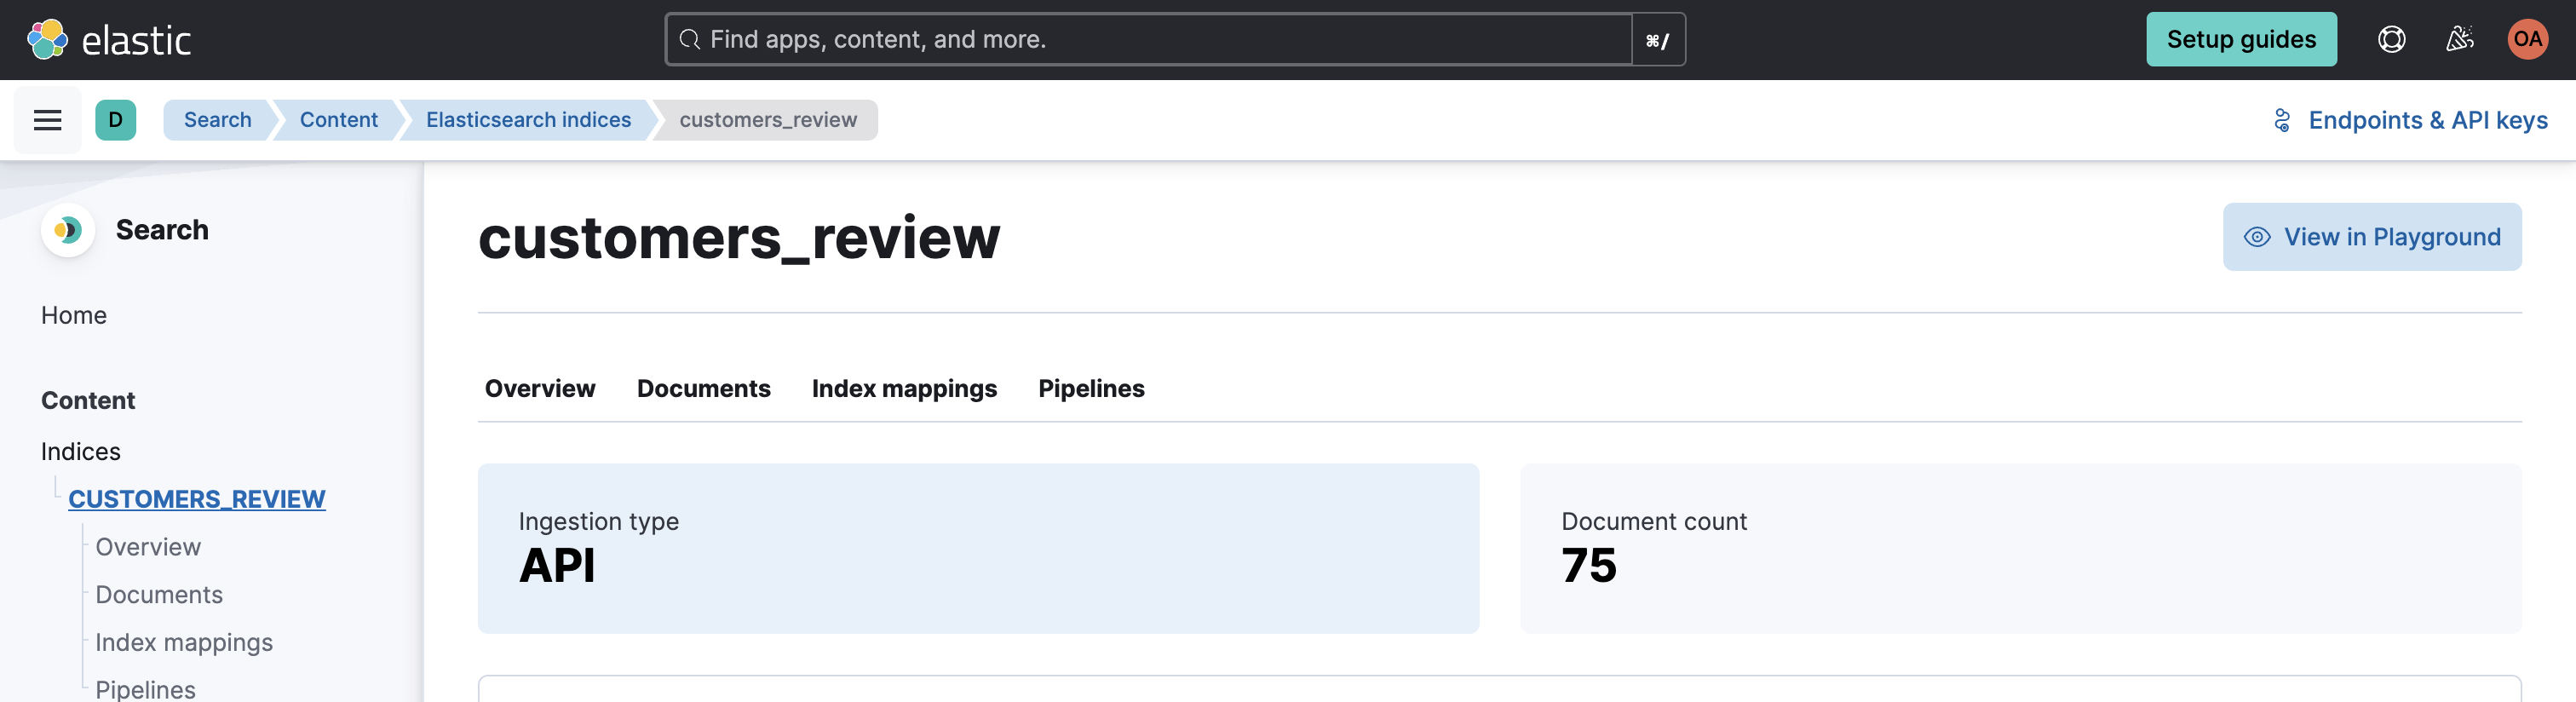 elastic
Find apps, content, and more.
⌘/
Setup guides
OA
D
Search
Content
Elasticsearch indices
customers_review
Endpoints & API keys
Search
Home
Content
Indices
CUSTOMERS_REVIEW
Overview
Documents
Index mappings
Pipelines
customers_review
View in Playground
Overview
Documents
Index mappings
Pipelines
Ingestion type
API
Document count
75